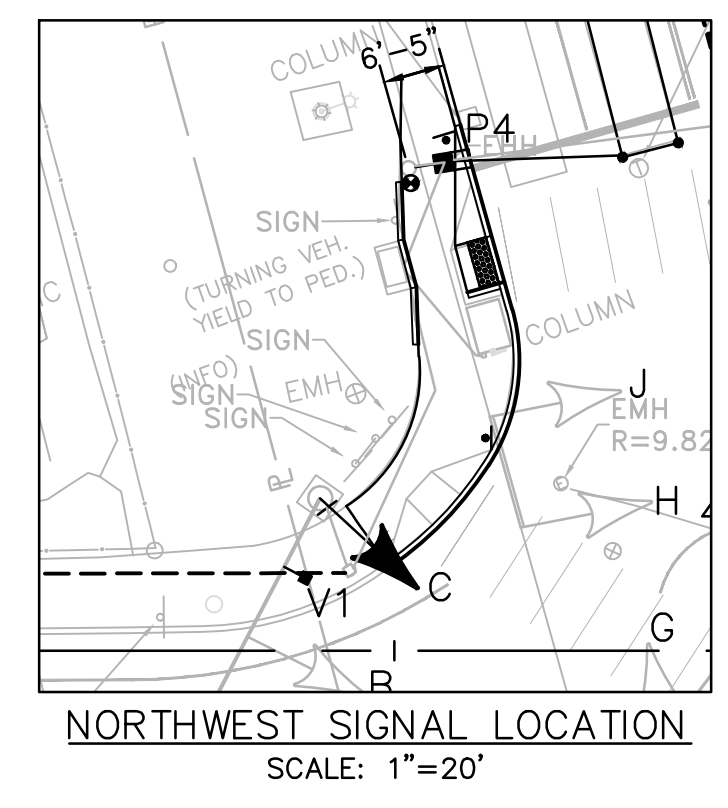 COLUMN
6'-5"
P4
EHH
SIGN
(TURNING VEH.
YIELD TO PED.)
C
SIGN
COLUMN
(INFO)
SIGN
EMH
SIGN
J
EMH
R=9.82
H
C
V1
G
B
NORTHWEST SIGNAL LOCATION
SCALE: 1"=20'